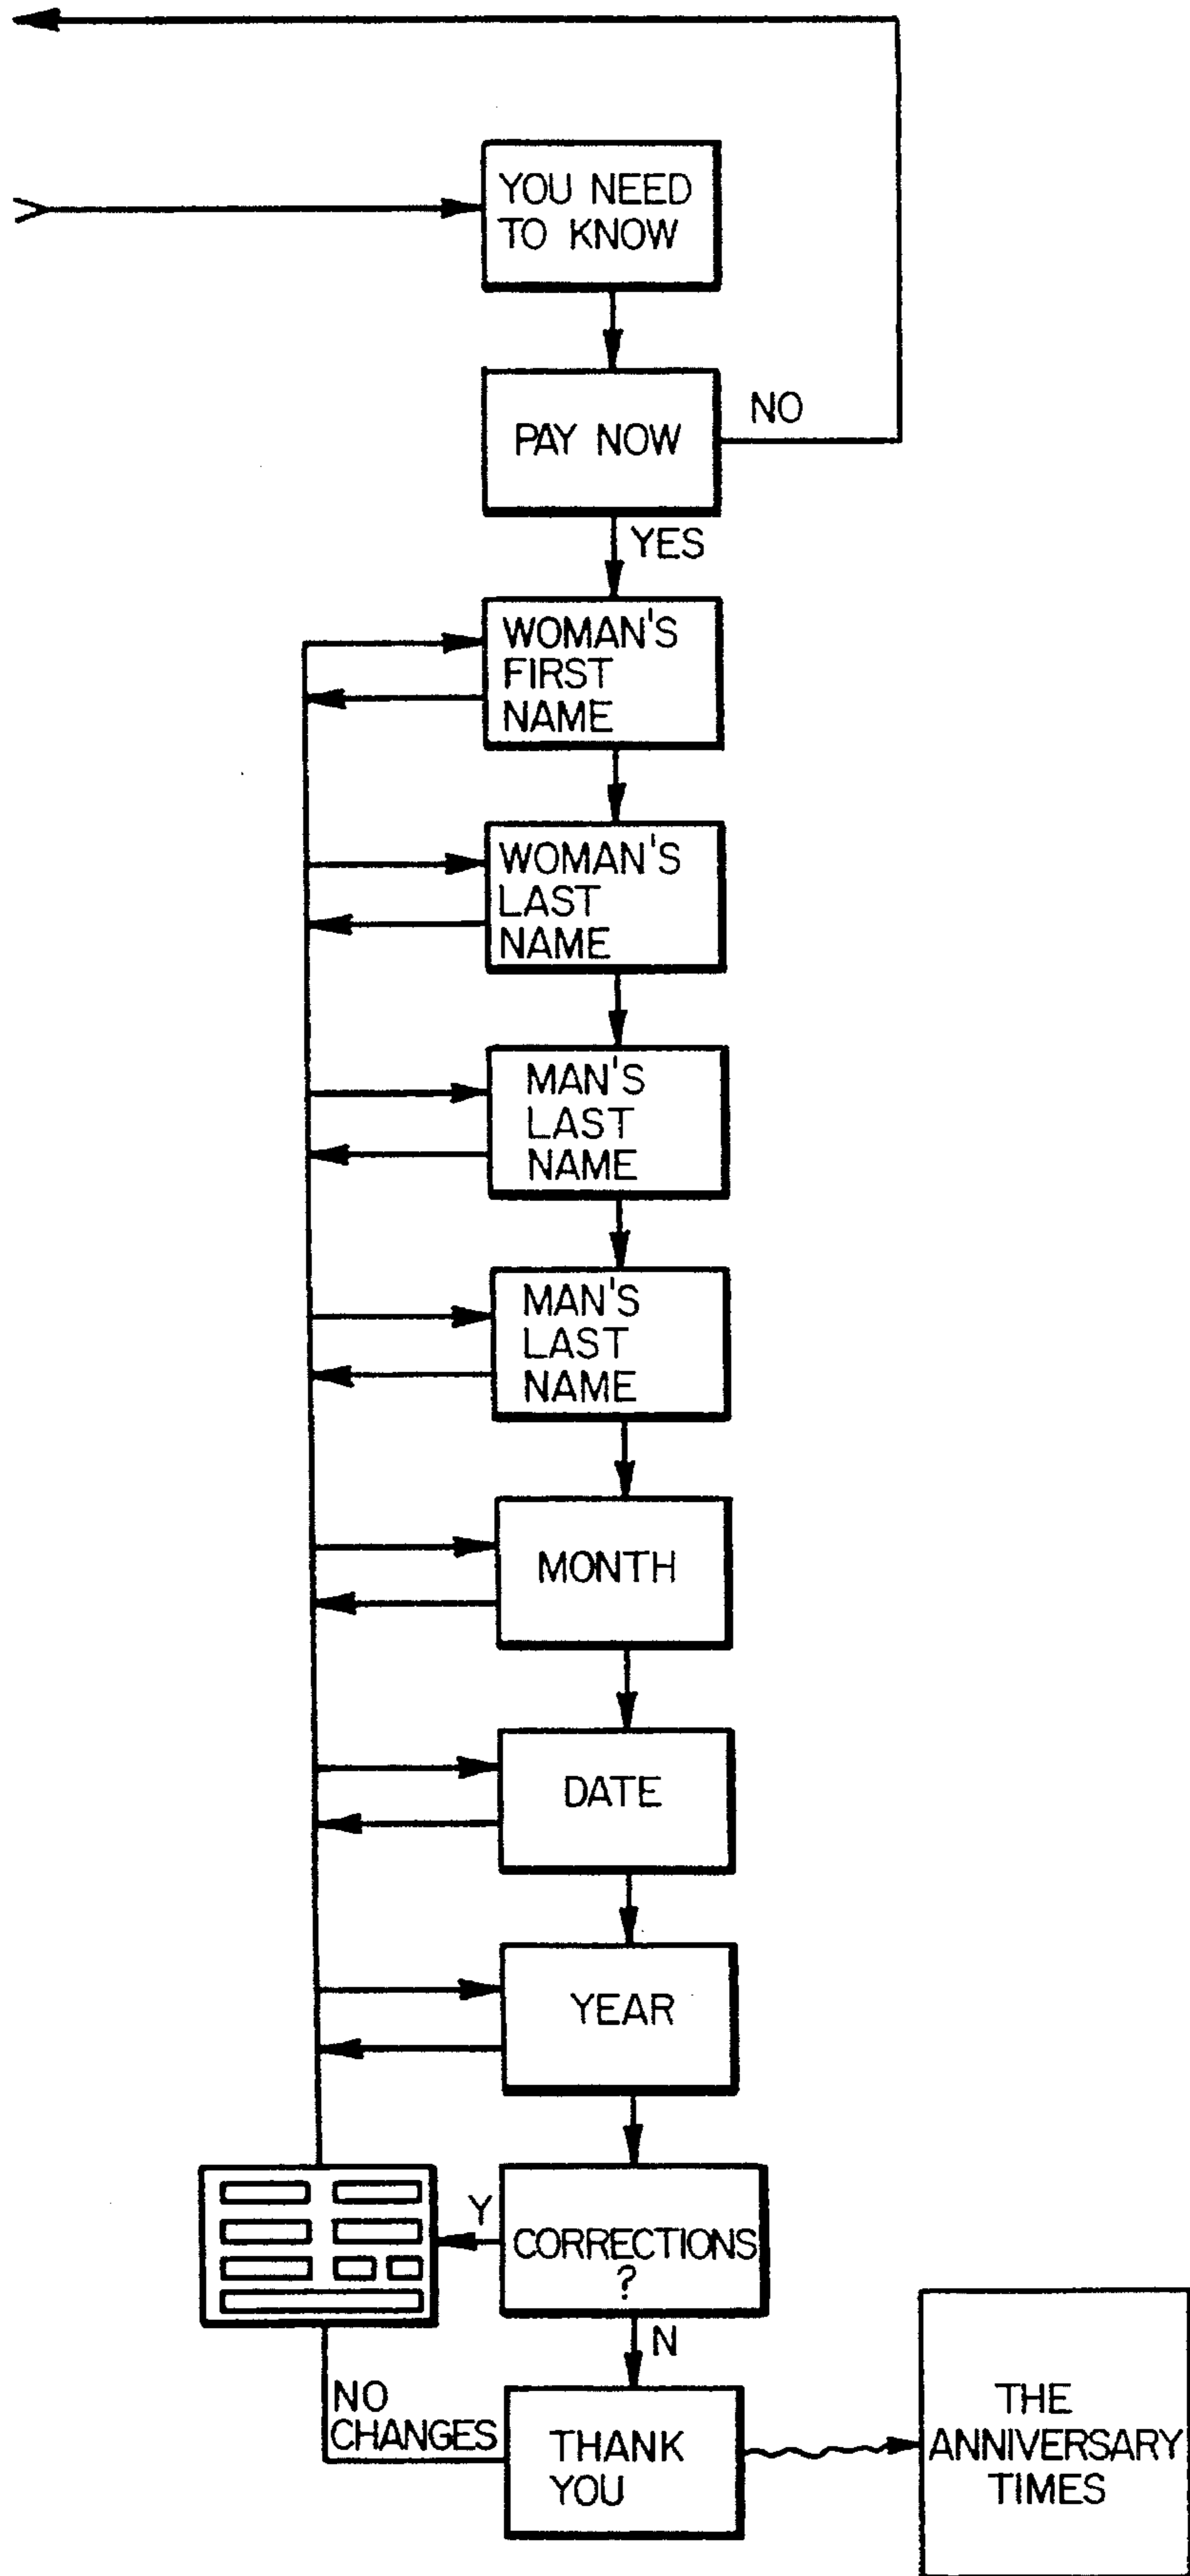 YOU NEED
TO KNOW
PAY NOW
NO
YES
WOMAN'S
FIRST
NAME
WOMAN'S
LAST
NAME
MAN'S
LAST
NAME
MAN'S
LAST
NAME
MONTH
DATE
YEAR
Y
CORRECTIONS
?
N
NO
CHANGES
THANK
YOU
THE
ANNIVERSARY
TIMES